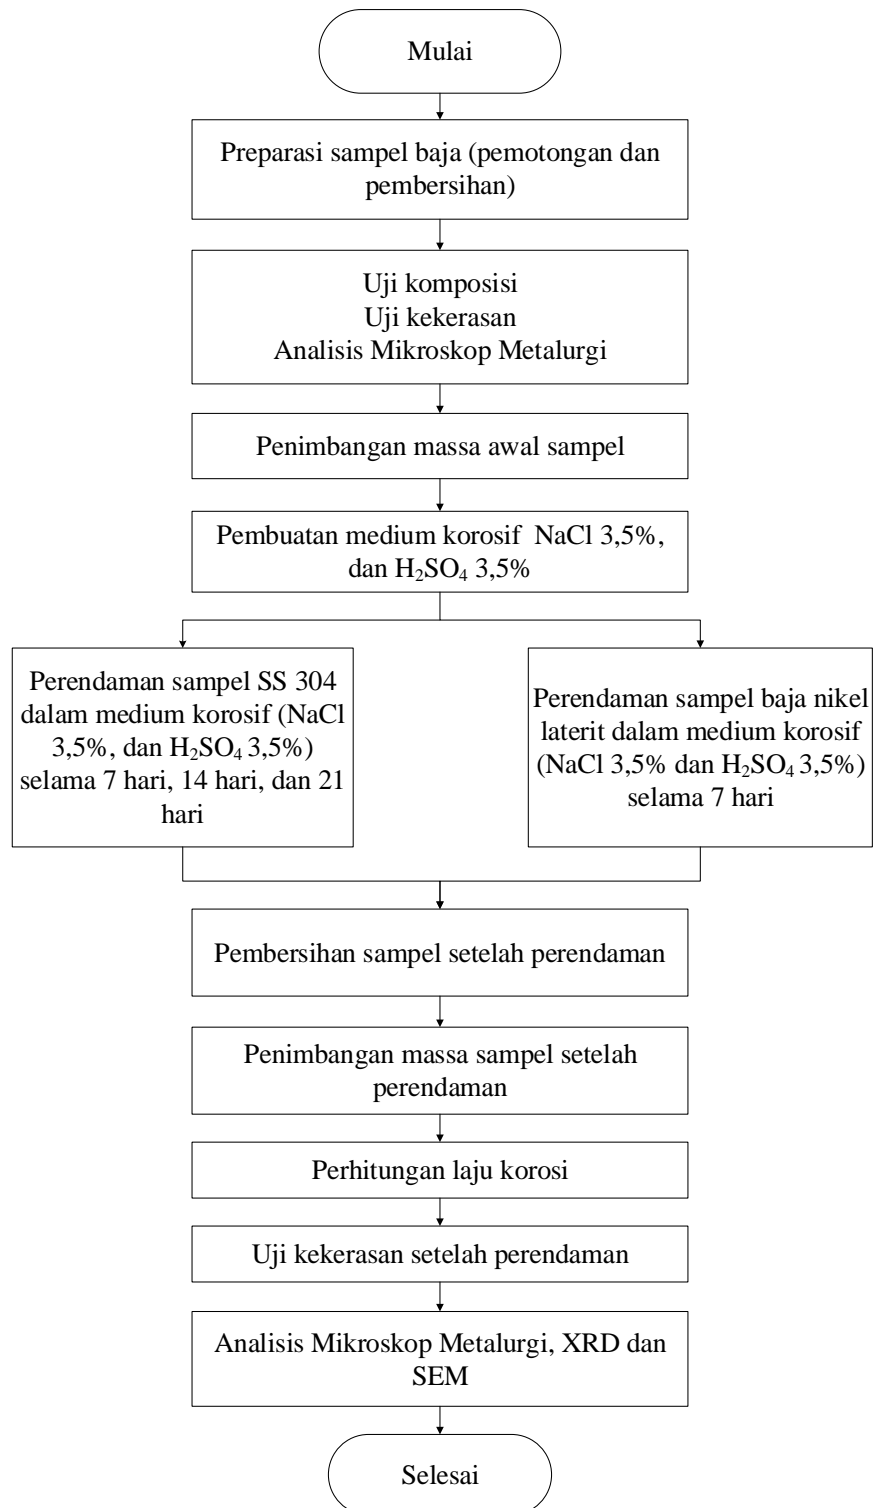 Mulai
Preparasi sampel baja (pemotongan dan
pembersihan)
Uji komposisi
Uji kekerasan
Analisis Mikroskop Metalurgi
Penimbangan massa awal sampel
Pembuatan medium korosif  NaCl 3,5%,
dan H₂SO₄ 3,5%
Perendaman sampel SS 304
dalam medium korosif (NaCl
3,5%, dan H₂SO₄ 3,5%)
selama 7 hari, 14 hari, dan 21
hari
Perendaman sampel baja nikel
laterit dalam medium korosif
(NaCl 3,5% dan H₂SO₄ 3,5%)
selama 7 hari
Pembersihan sampel setelah perendaman
Penimbangan massa sampel setelah
perendaman
Perhitungan laju korosi
Uji kekerasan setelah perendaman
Analisis Mikroskop Metalurgi, XRD dan
SEM
Selesai